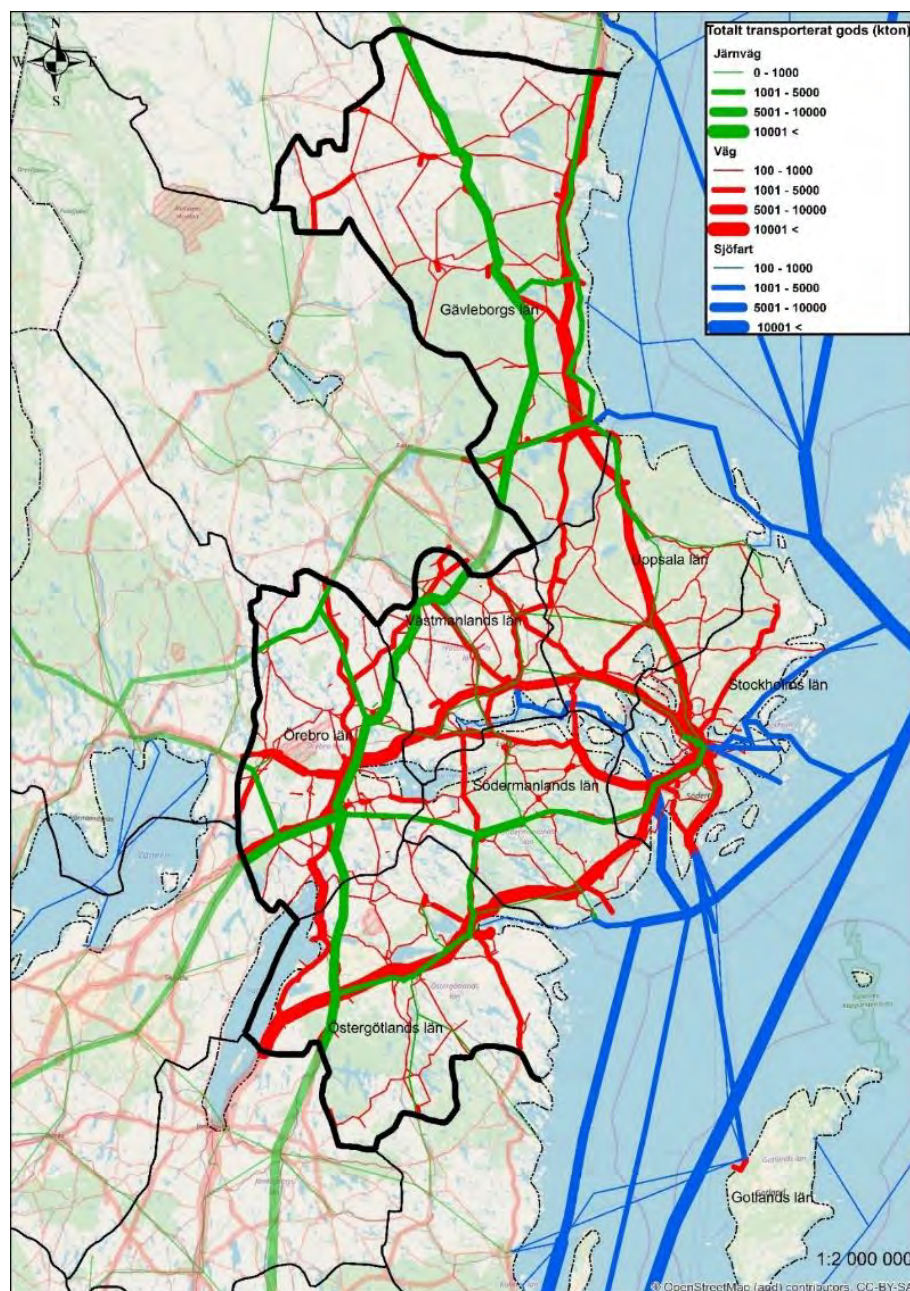 N
W E
S
Totalt transporterat gods (kton)
Järnväg
0 - 1000
1001 - 5000
5001 - 10000
10001 <
Väg
100 - 1000
1001 - 5000
5001 - 10000
10001 <
Sjöfart
100 - 1000
1001 - 5000
5001 - 10000
10001 <
Gävleborgs län
Uppsala län
Västmanlands län
Stockholms län
Örebro län
Södermanlands län
Östergötlands län
Gotlands län
Gotlands län
1:2 000 000
© OpenStreetMap (and) contributors, CC-BY-SA